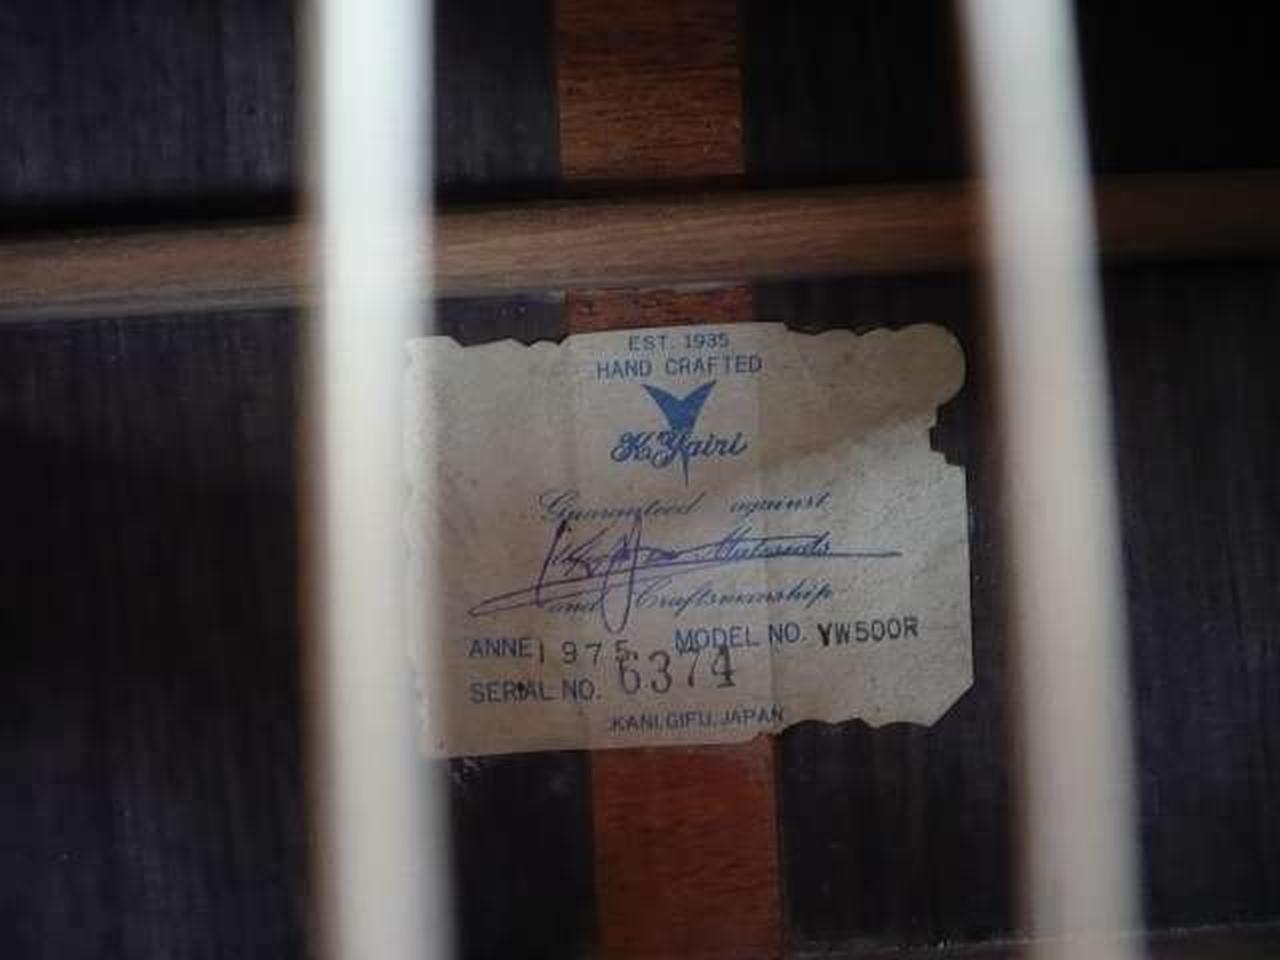 EST. 1935
HAND CRAFTED
K.Yairi
Guaranteed against
Materials
and Craftsmanship
ANNE 1975. MODEL NO. YW500R
SERIAL NO. 6374
KANI, GIFU, JAPAN